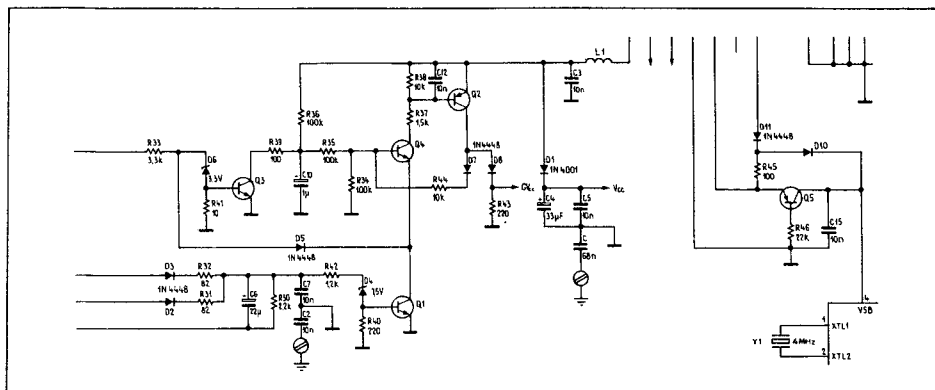 L1
C12
10n
C3
10n
R38
10k
Q2
R37
1,5k
R36
100k
D11
1N4448
D10
R33
3,3k
R39
100
R35
100k
Q4
1N4448
D7
D8
D1
1N4001
R45
100
D6
3,3V
Q3
C10
1µ
R34
100k
R44
10k
R41
10
R43
220
C4
33µF
C5
10n
Vcc
Q5
R46
22k
C15
10n
D5
1N4448
C
68n
D3
R32
82
1N4448
R31
82
D2
C6
22µ
R30
2,2k
C7
10n
C2
10n
R42
1,2k
D4
R40
220
Q1
4
VSB
1
XTL1
Y1
4MHz
2
XTL2